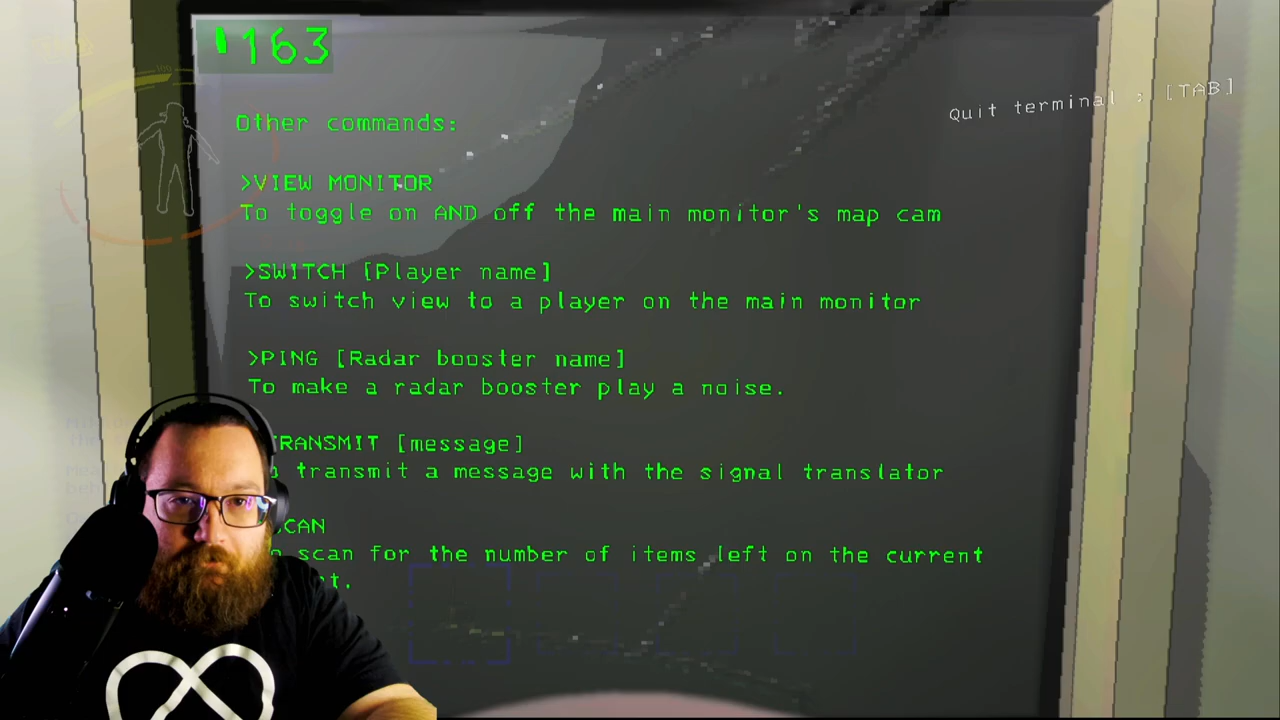 163
Quit terminal : [TAB]
Other commands:
>VIEW MONITOR
To toggle on AND off the main monitor's map cam
>SWITCH [Player name]
To switch view to a player on the main monitor
>PING [Radar booster name]
To make a radar booster play a noise.
RANSMIT [message]
transmit a message with the signal translator
CAN
scan for the number of items left on the current
t.